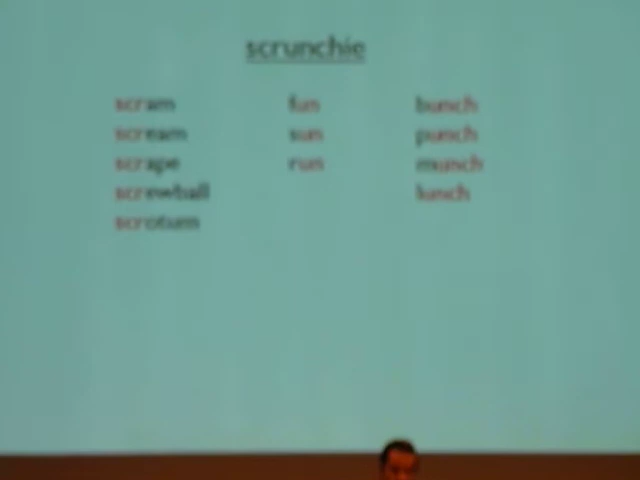 scrunchie
scram fun bunch
scream sun punch
scrape run munch
screwball lunch
scrotum